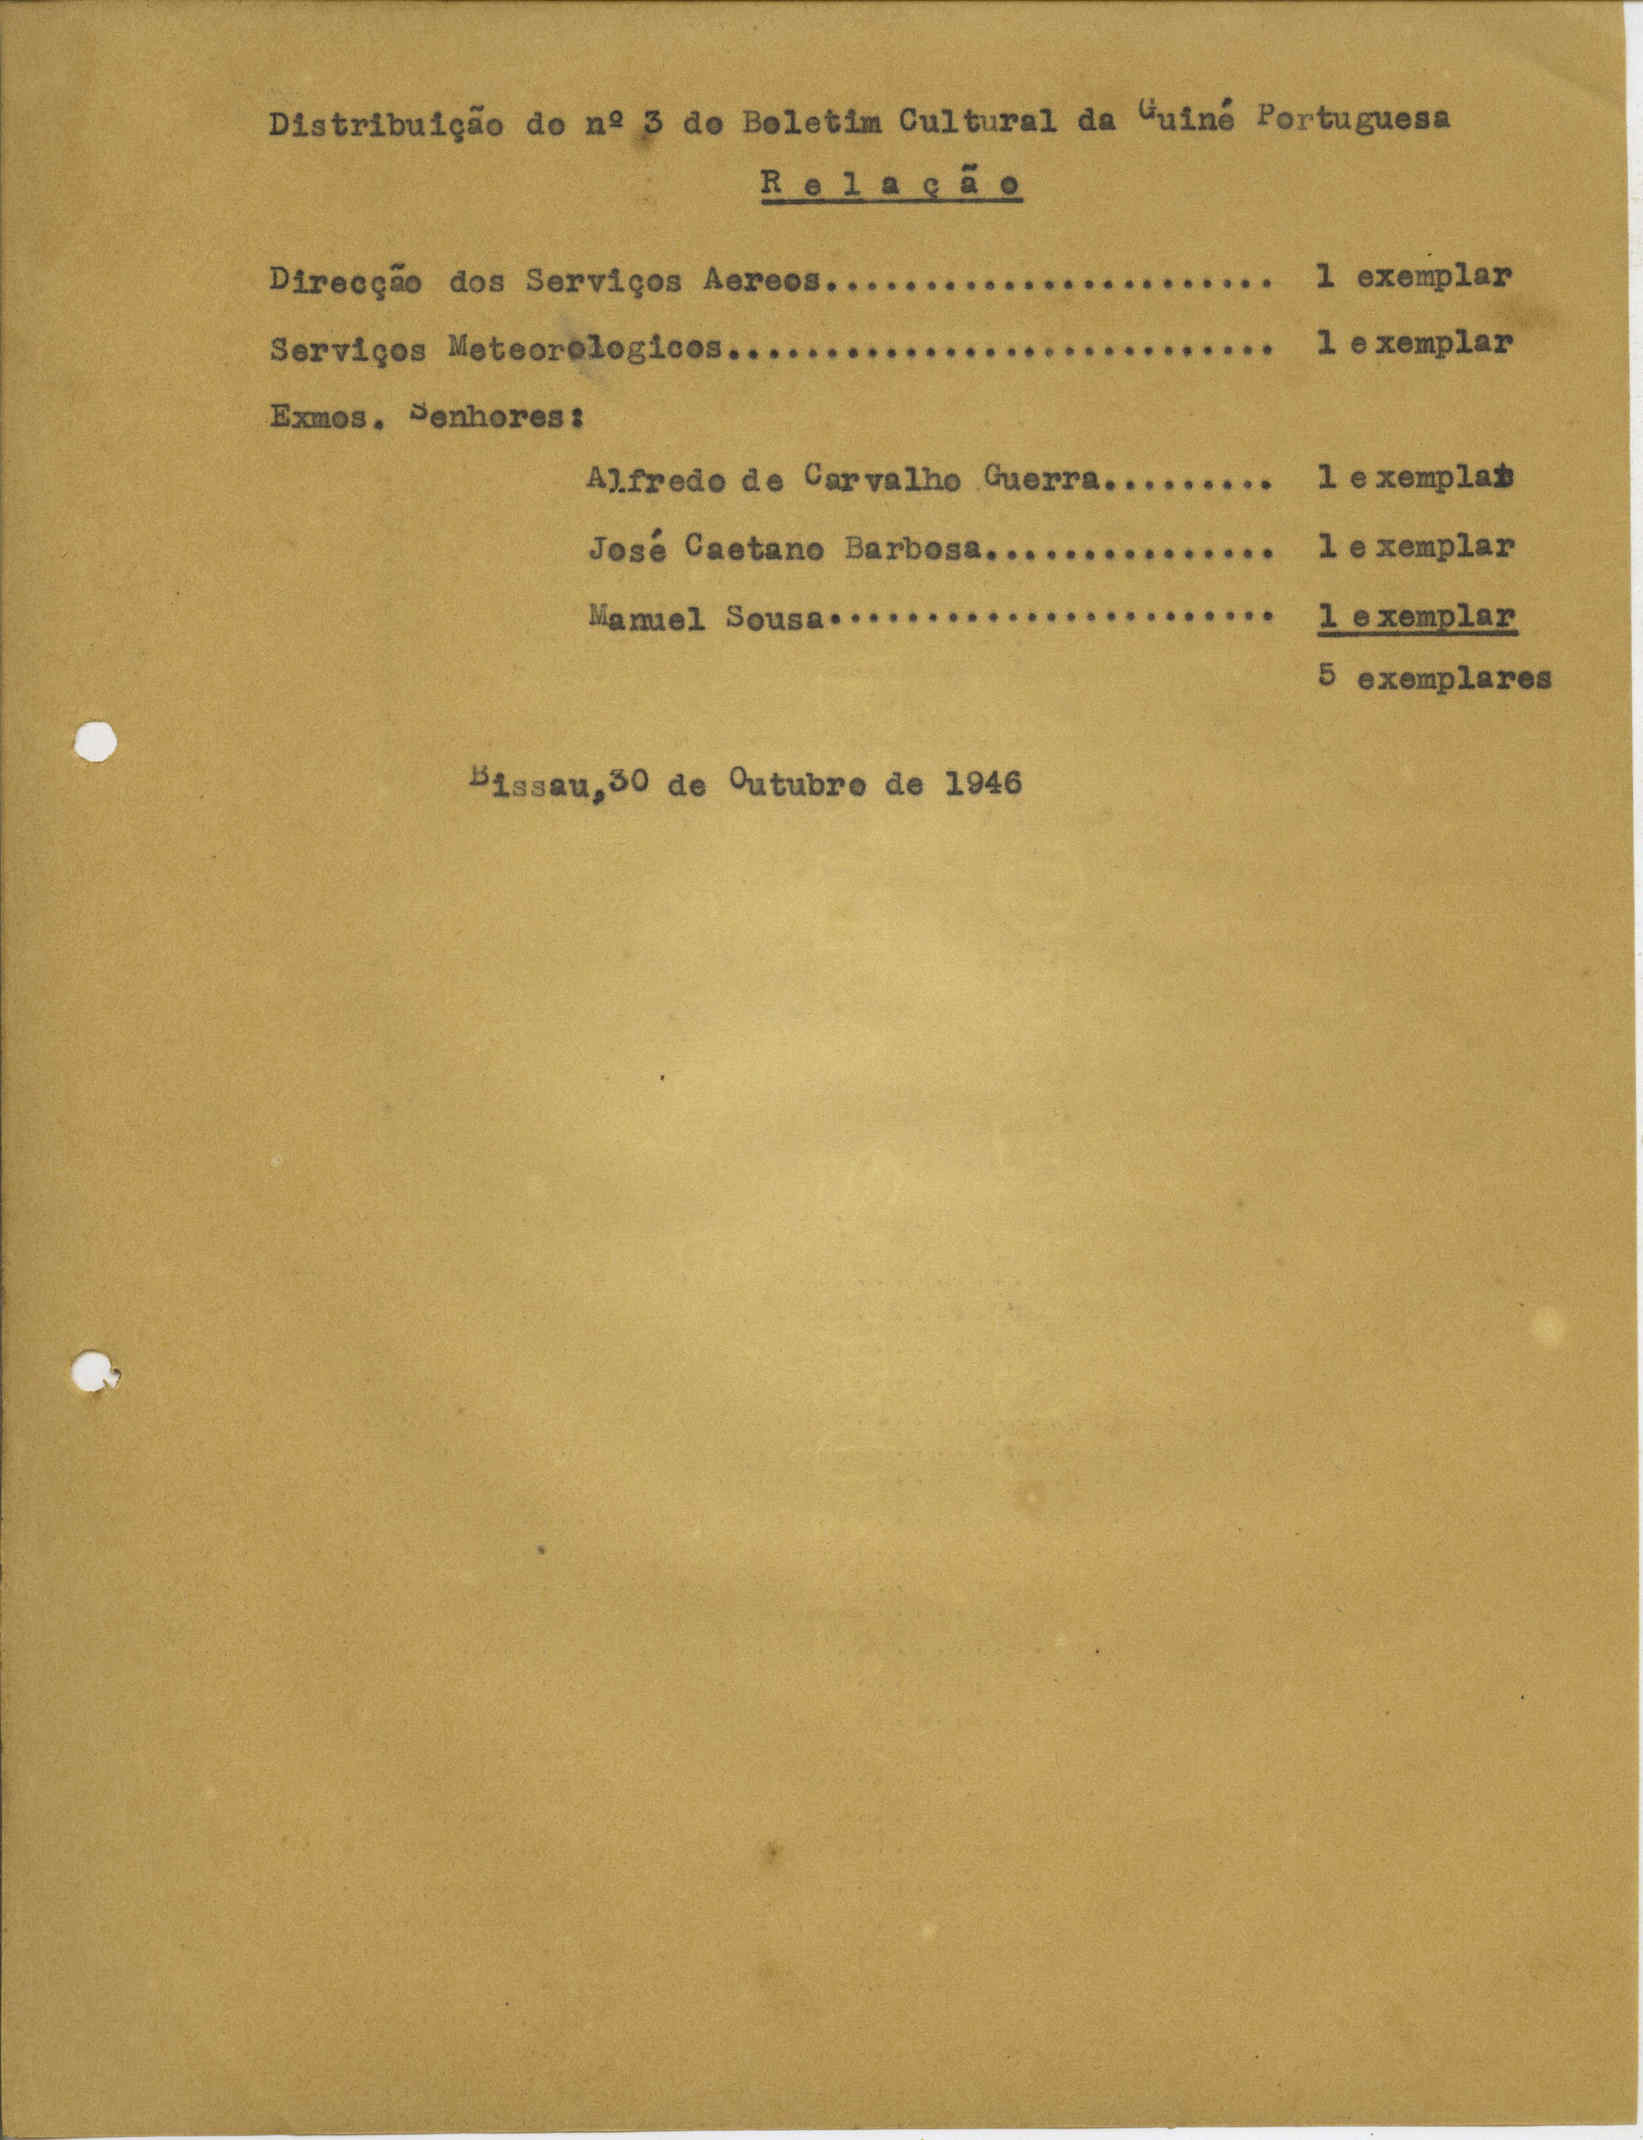 Distribuição do nº 3 do Boletim Cultural da Guiné Portuguesa
R e l a ç ã o
Direcção dos Serviços Aereos....................... 1 exemplar
Serviços Meteorologicos............................ 1 exemplar
Exmos. Senhores:
Alfredo de Carvalho Guerra......... 1 exemplar
José Caetano Barbosa............... 1 exemplar
Manuel Sousa....................... 1 exemplar
5 exemplares
Bissau,30 de Outubro de 1946